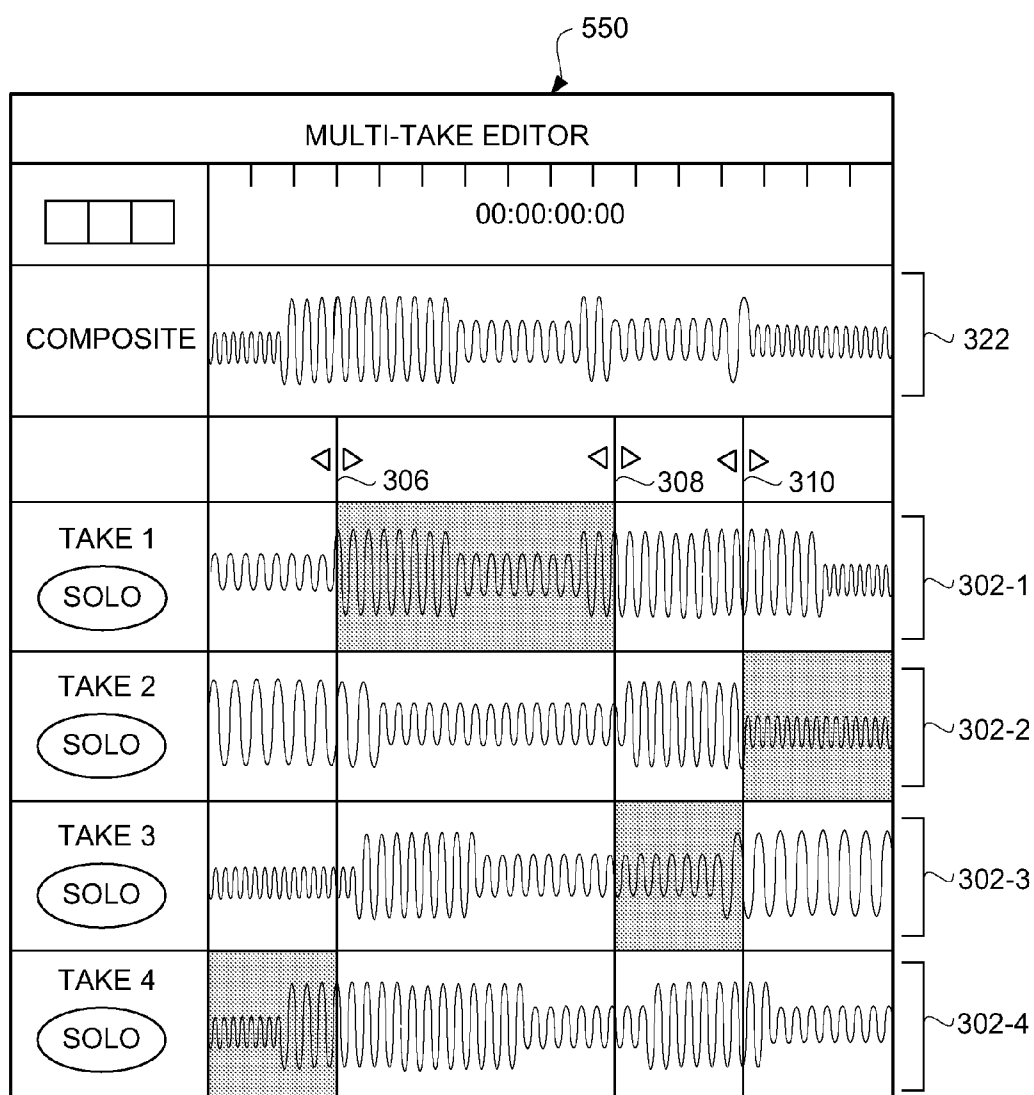 550
MULTI-TAKE EDITOR
00:00:00:00
COMPOSITE
322
306
308
310
TAKE 1
SOLO
302-1
TAKE 2
SOLO
302-2
TAKE 3
SOLO
302-3
TAKE 4
SOLO
302-4